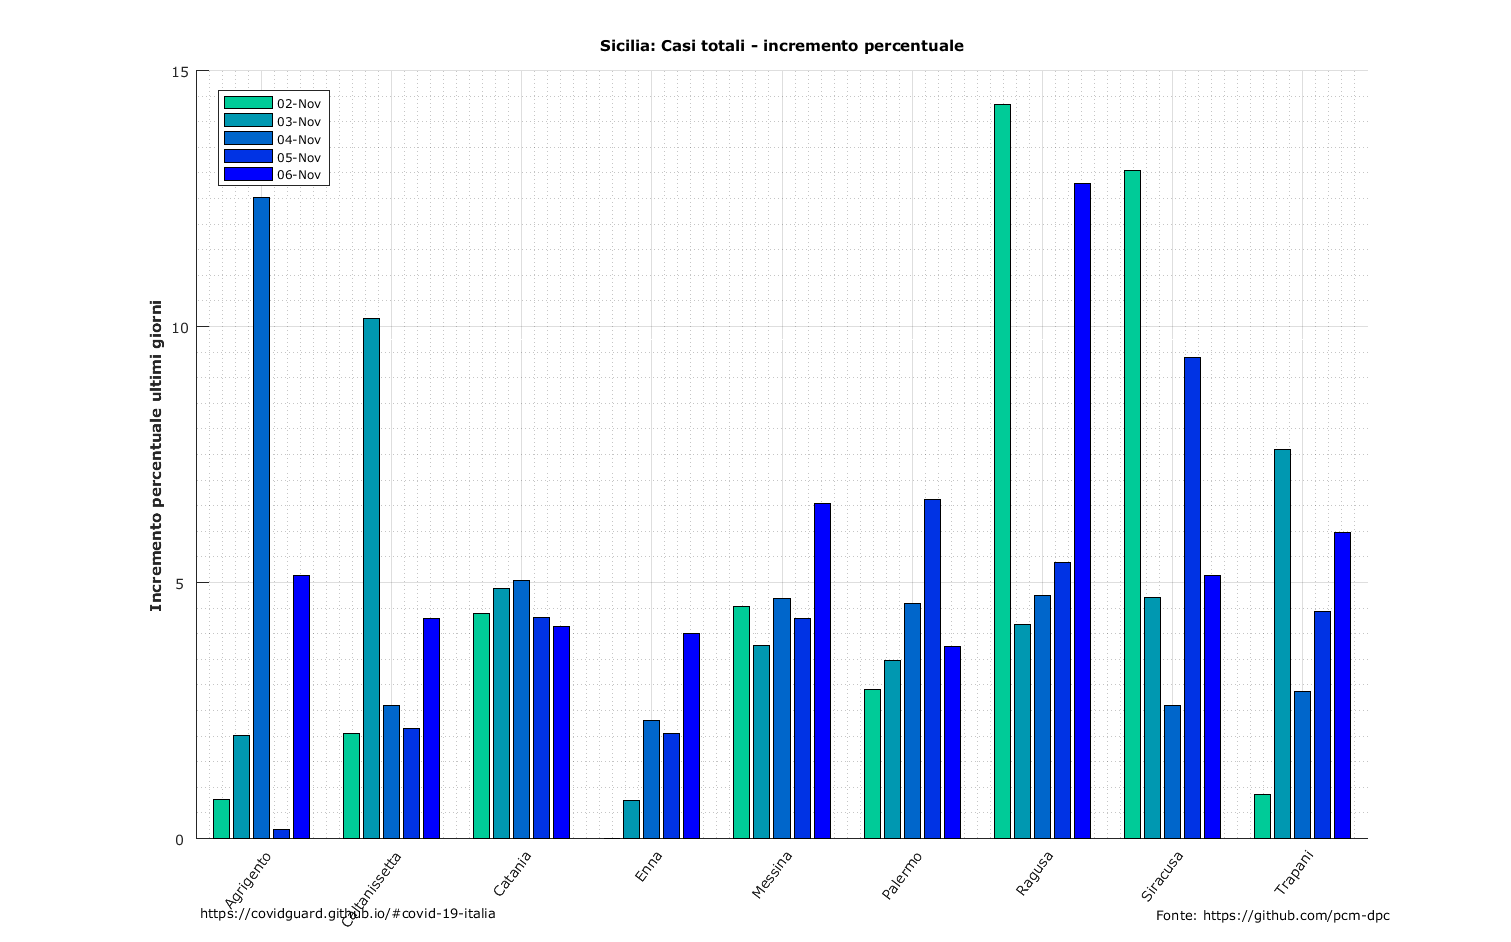 Sicilia: Casi totali - incremento percentuale
15
02-Nov
03-Nov
04-Nov
05-Nov
06-Nov
10
Incremento percentuale ultimi giorni
5
0
Agrigento
Caltanissetta
Catania
Enna
Messina
Palermo
Ragusa
Siracusa
Trapani
https://covidguard.github.io/#covid-19-italia
Fonte: https://github.com/pcm-dpc